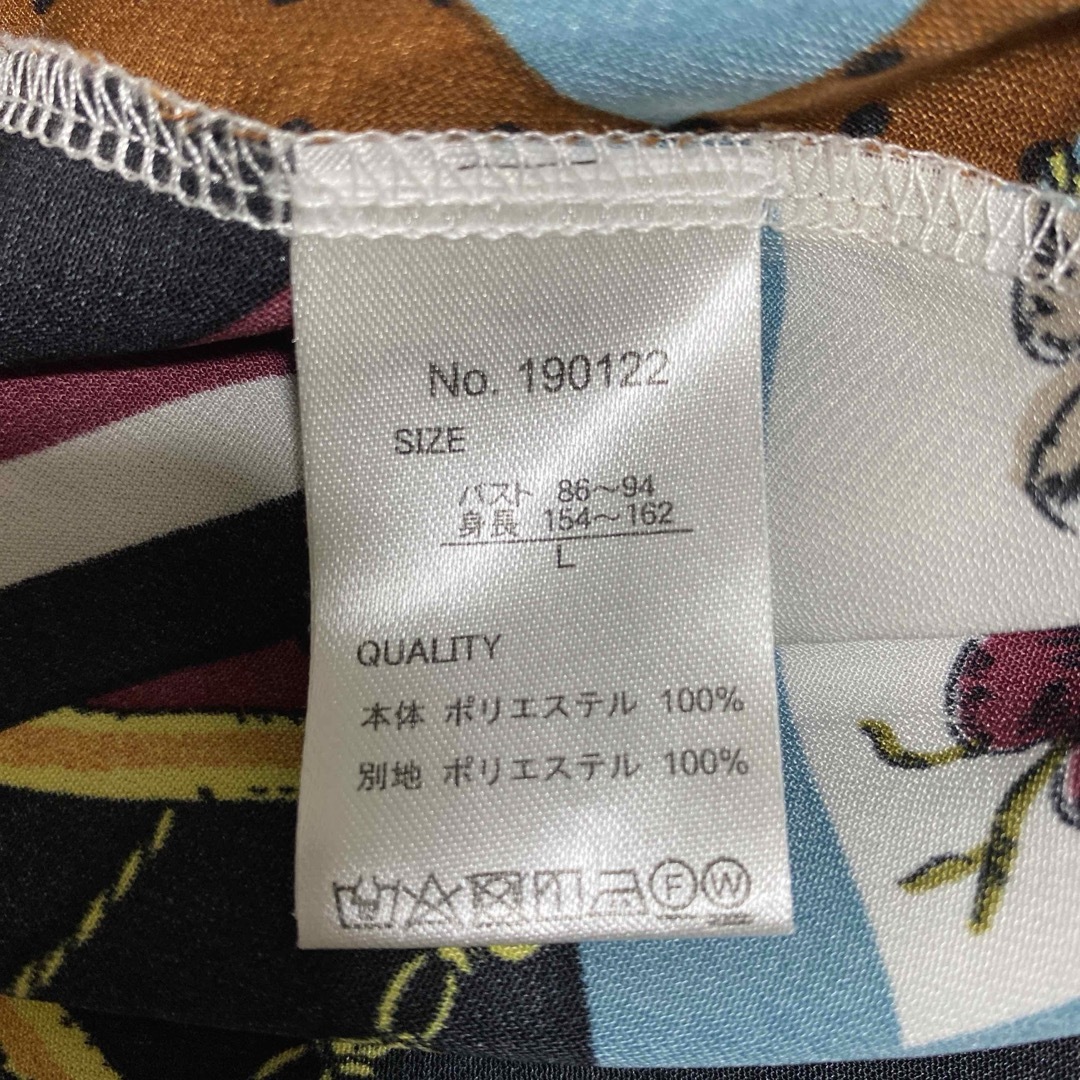 No. 190122
SIZE
バスト 86～94
身長 154～162
L
QUALITY
本体 ポリエステル 100%
別地 ポリエステル 100%
F W